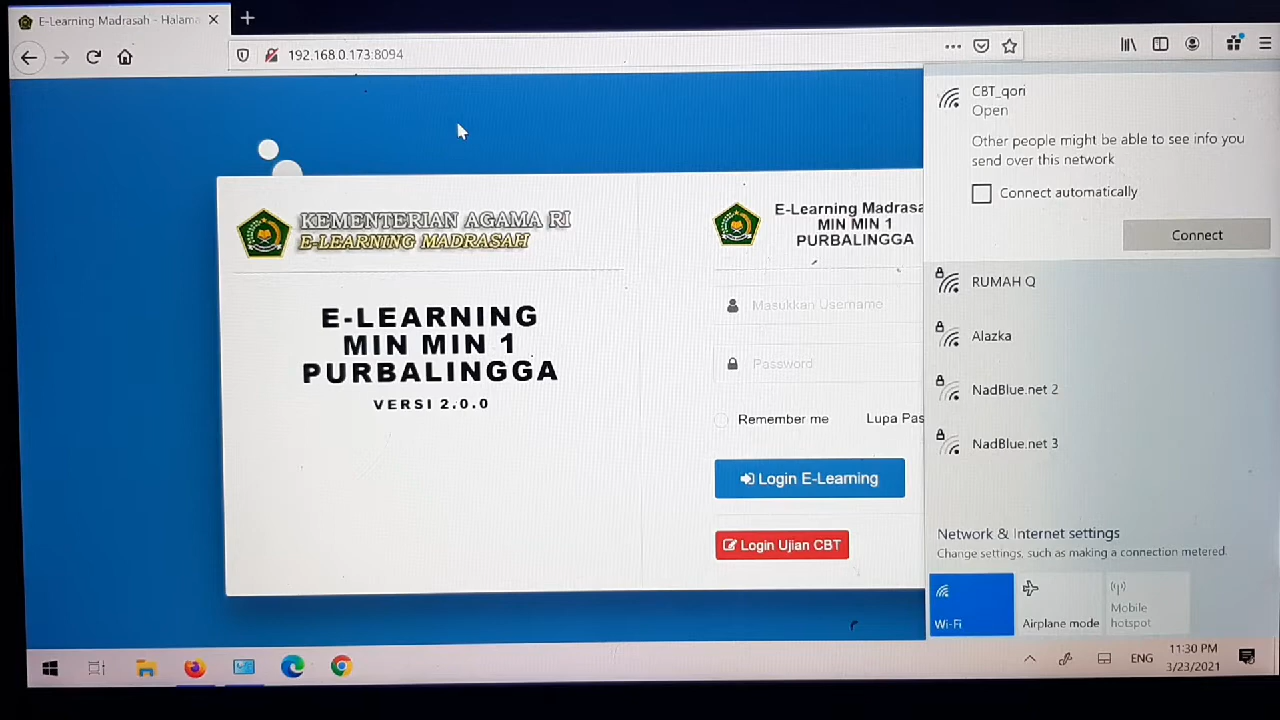 E-Learning Madrasah - Halama
192.168.0.173:8094
KEMENTERIAN AGAMA RI
E-LEARNING MADRASAH
E-LEARNING
MIN MIN 1
PURBALINGGA
VERSI 2.0.0
E-Learning Madrasa
MIN MIN 1
PURBALINGGA
Masukkan Username
Password
Remember me
Lupa Pas
Login E-Learning
Login Ujian CBT
CBT_qori
Open
Other people might be able to see info you
send over this network
Connect automatically
Connect
RUMAH Q
Alazka
NadBlue.net 2
NadBlue.net 3
Network & Internet settings
Change settings, such as making a connection metered.
Wi-Fi
Airplane mode
Mobile
hotspot
ENG
11:30 PM
3/23/2021